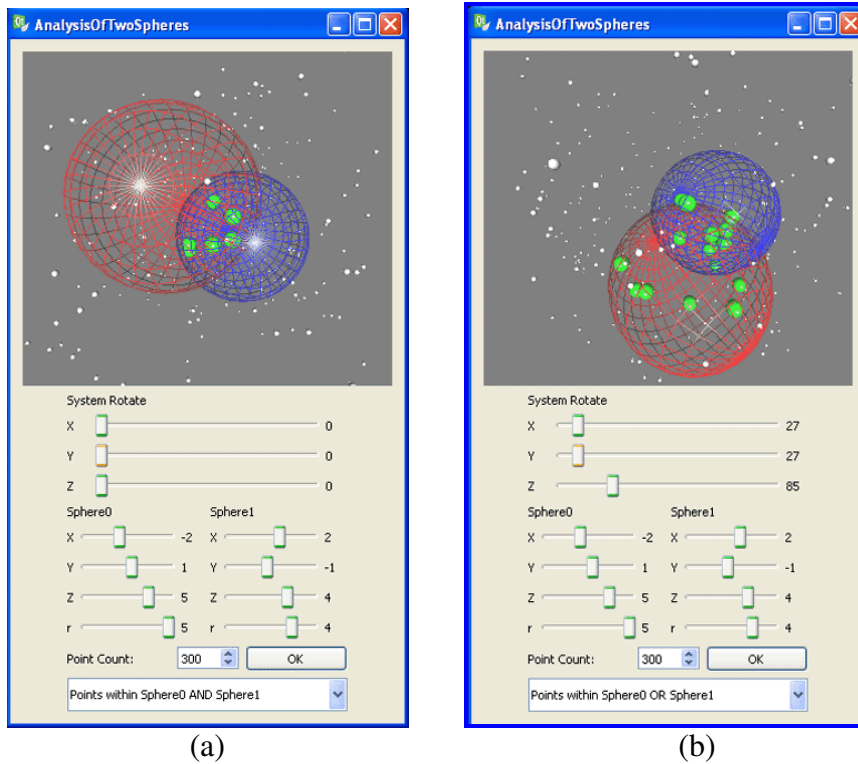 AnalysisOfTwoSpheres
System Rotate
X 0
Y 0
Z 0
Sphere0 Sphere1
X -2 X 2
Y 1 Y -1
Z 5 Z 4
r 5 r 4
Point Count: 300 OK
Points within Sphere0 AND Sphere1
(a)
AnalysisOfTwoSpheres
System Rotate
X 27
Y 27
Z 85
Sphere0 Sphere1
X -2 X 2
Y 1 Y -1
Z 5 Z 4
r 5 r 4
Point Count: 300 OK
Points within Sphere0 OR Sphere1
(b)